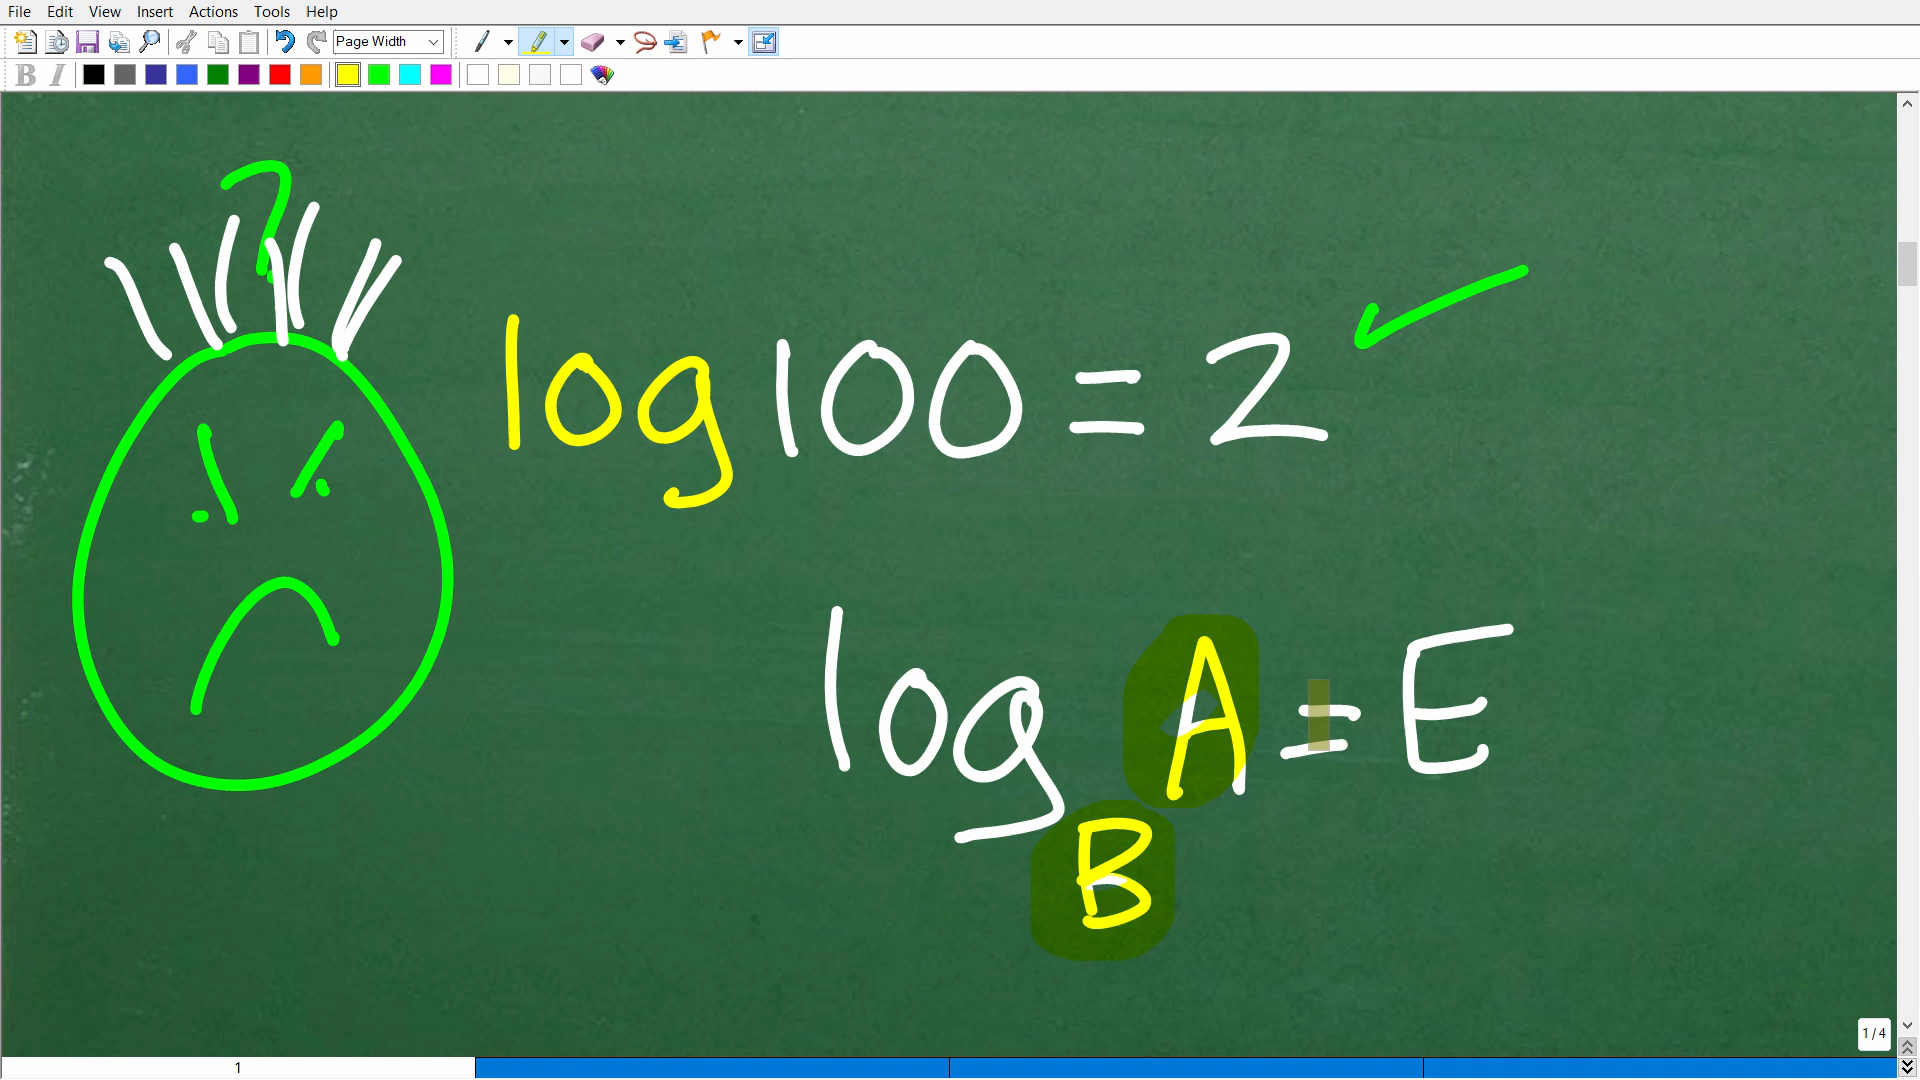 File Edit View Insert Actions Tools Help
Page Width
B I
?
log 100 = 2
log A = E
B
1 / 4
1